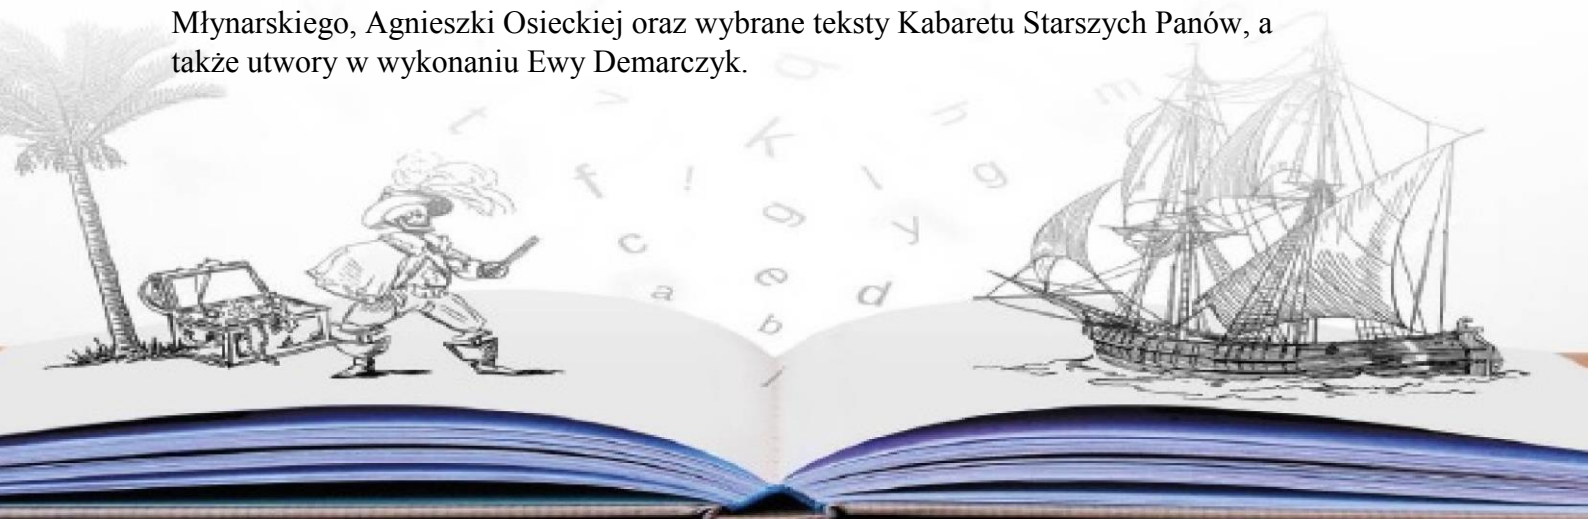 Młynarskiego, Agnieszki Osieckiej oraz wybrane teksty Kabaretu Starszych Panów, a
także utwory w wykonaniu Ewy Demarczyk.
t
k
h
m
f
!
l
g
c
g
y
a
e
d
b